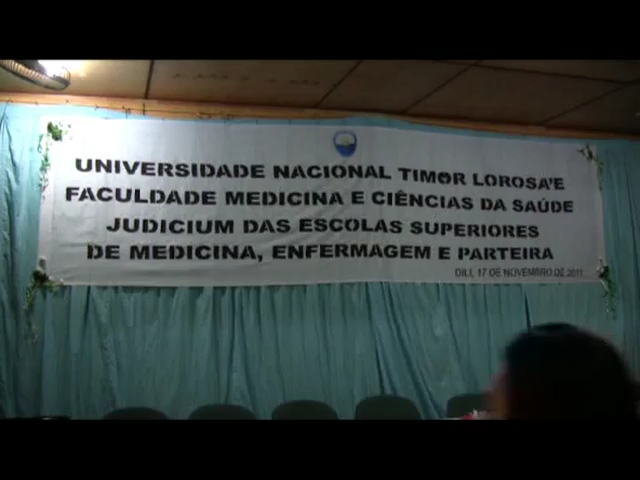 UNIVERSIDADE NACIONAL TIMOR LOROSA'E
FACULDADE MEDICINA E CIÊNCIAS DA SAÚDE
JUDICIUM DAS ESCOLAS SUPERIORES
DE MEDICINA, ENFERMAGEM E PARTEIRA
DILI, 17 DE NOVEMBRO DE 2011